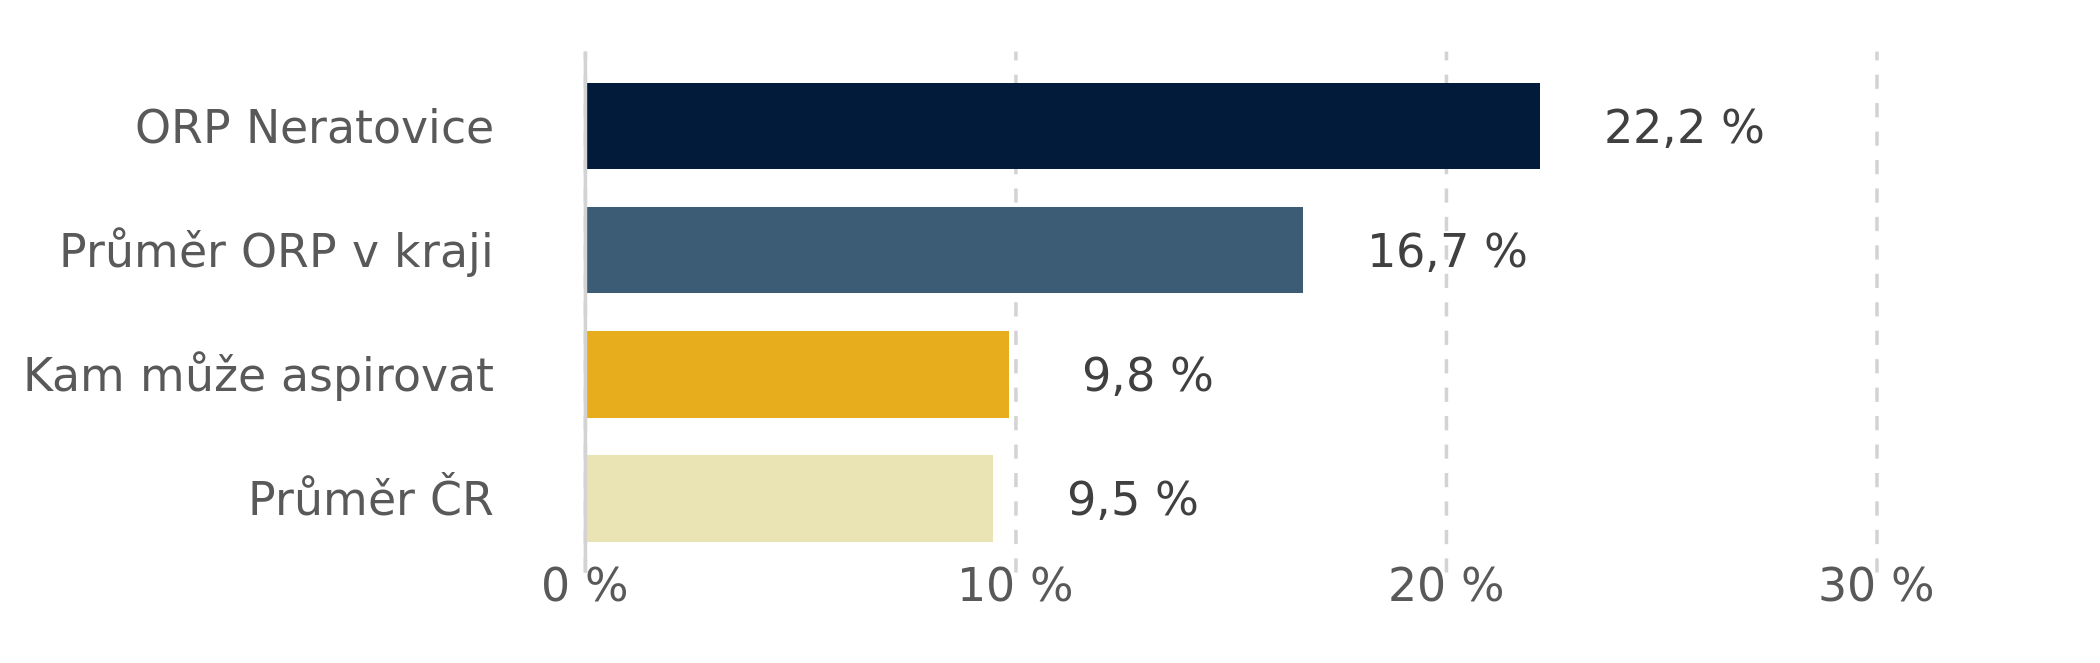 ORP Neratovice 22,2 %
Průměr ORP v kraji 16,7 %
Kam může aspirovat 9,8 %
Průměr ČR 9,5 %
0 % 10 % 20 % 30 %